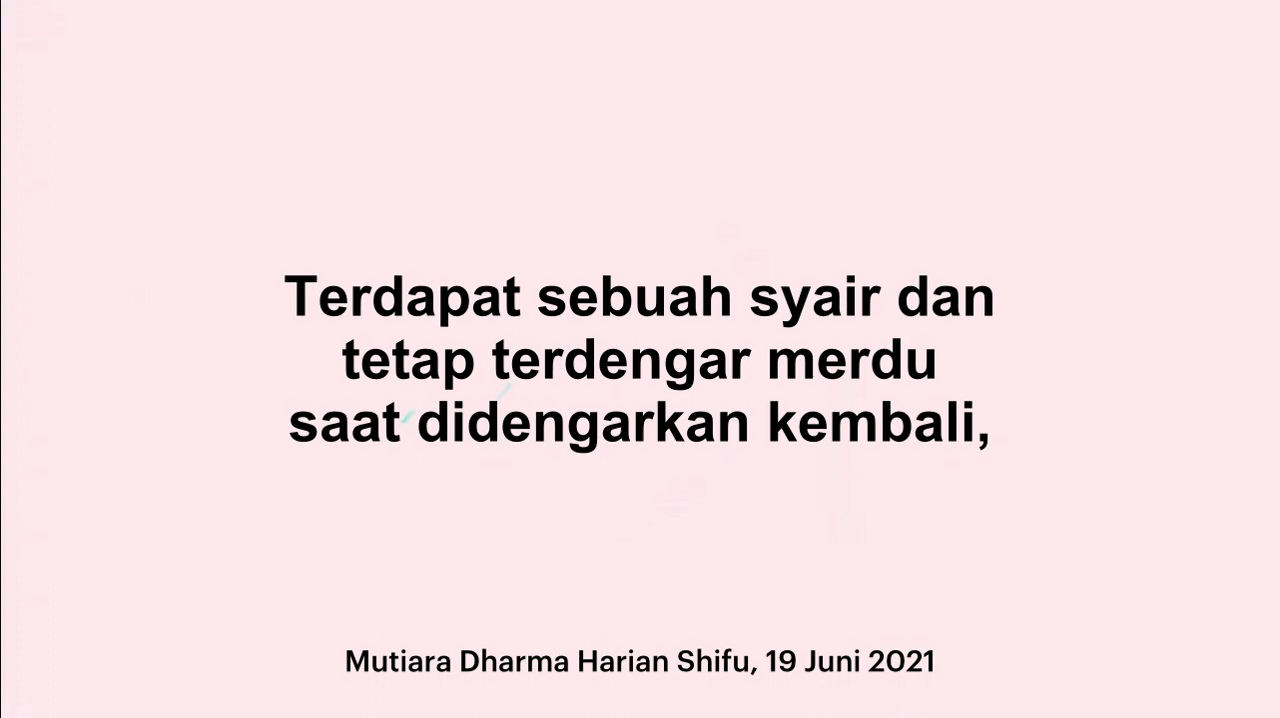 Terdapat sebuah syair dan
tetap terdengar merdu
saat didengarkan kembali,
Mutiara Dharma Harian Shifu, 19 Juni 2021